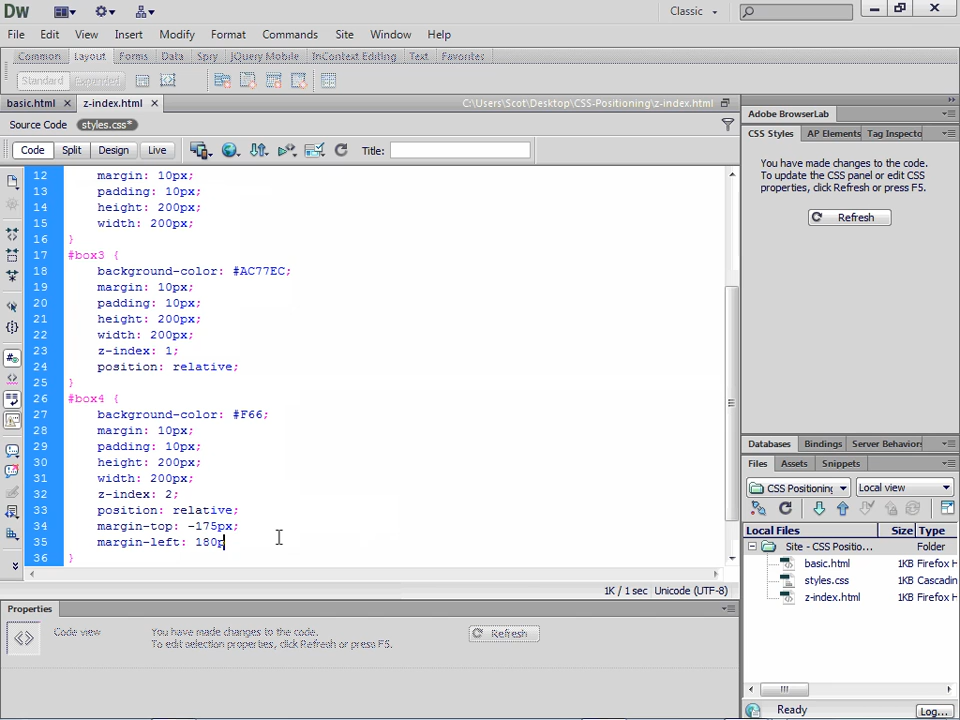 Dw
Classic
File Edit View Insert Modify Format Commands Site Window Help
Common Layout Forms Data Spry jQuery Mobile InContext Editing Text Favorites
Standard Expanded
basic.html z-index.html C:\Users\Scot\Desktop\CSS-Positioning\z-index.html
Source Code styles.css*
Code Split Design Live Title:
12 margin: 10px;
13 padding: 10px;
14 height: 200px;
15 width: 200px;
16 }
17 #box3 {
18 background-color: #AC77EC;
19 margin: 10px;
20 padding: 10px;
21 height: 200px;
22 width: 200px;
23 z-index: 1;
24 position: relative;
25 }
26 #box4 {
27 background-color: #F66;
28 margin: 10px;
29 padding: 10px;
30 height: 200px;
31 width: 200px;
32 z-index: 2;
33 position: relative;
34 margin-top: -175px;
35 margin-left: 180p
36 }
1K / 1 sec Unicode (UTF-8)
Properties
Code view
You have made changes to the code.
To edit selection properties, click Refresh or press F5.
Refresh
Adobe BrowserLab
CSS Styles AP Elements Tag Inspecto
You have made changes to the code.
To update the CSS panel or edit CSS
properties, click Refresh or press F5.
Refresh
Databases Bindings Server Behaviors
Files Assets Snippets
CSS Positioning Local view
Local Files Size Type
Site - CSS Positio... Folder
basic.html 1KB Firefox H
styles.css 1KB Cascadin
z-index.html 1KB Firefox H
Ready Log...